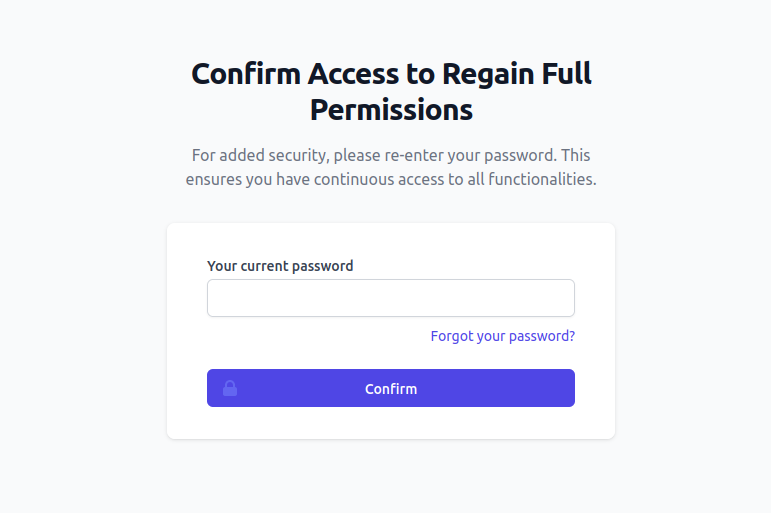 Confirm Access to Regain Full
Permissions
For added security, please re-enter your password. This
ensures you have continuous access to all functionalities.
Your current password
Forgot your password?
Confirm